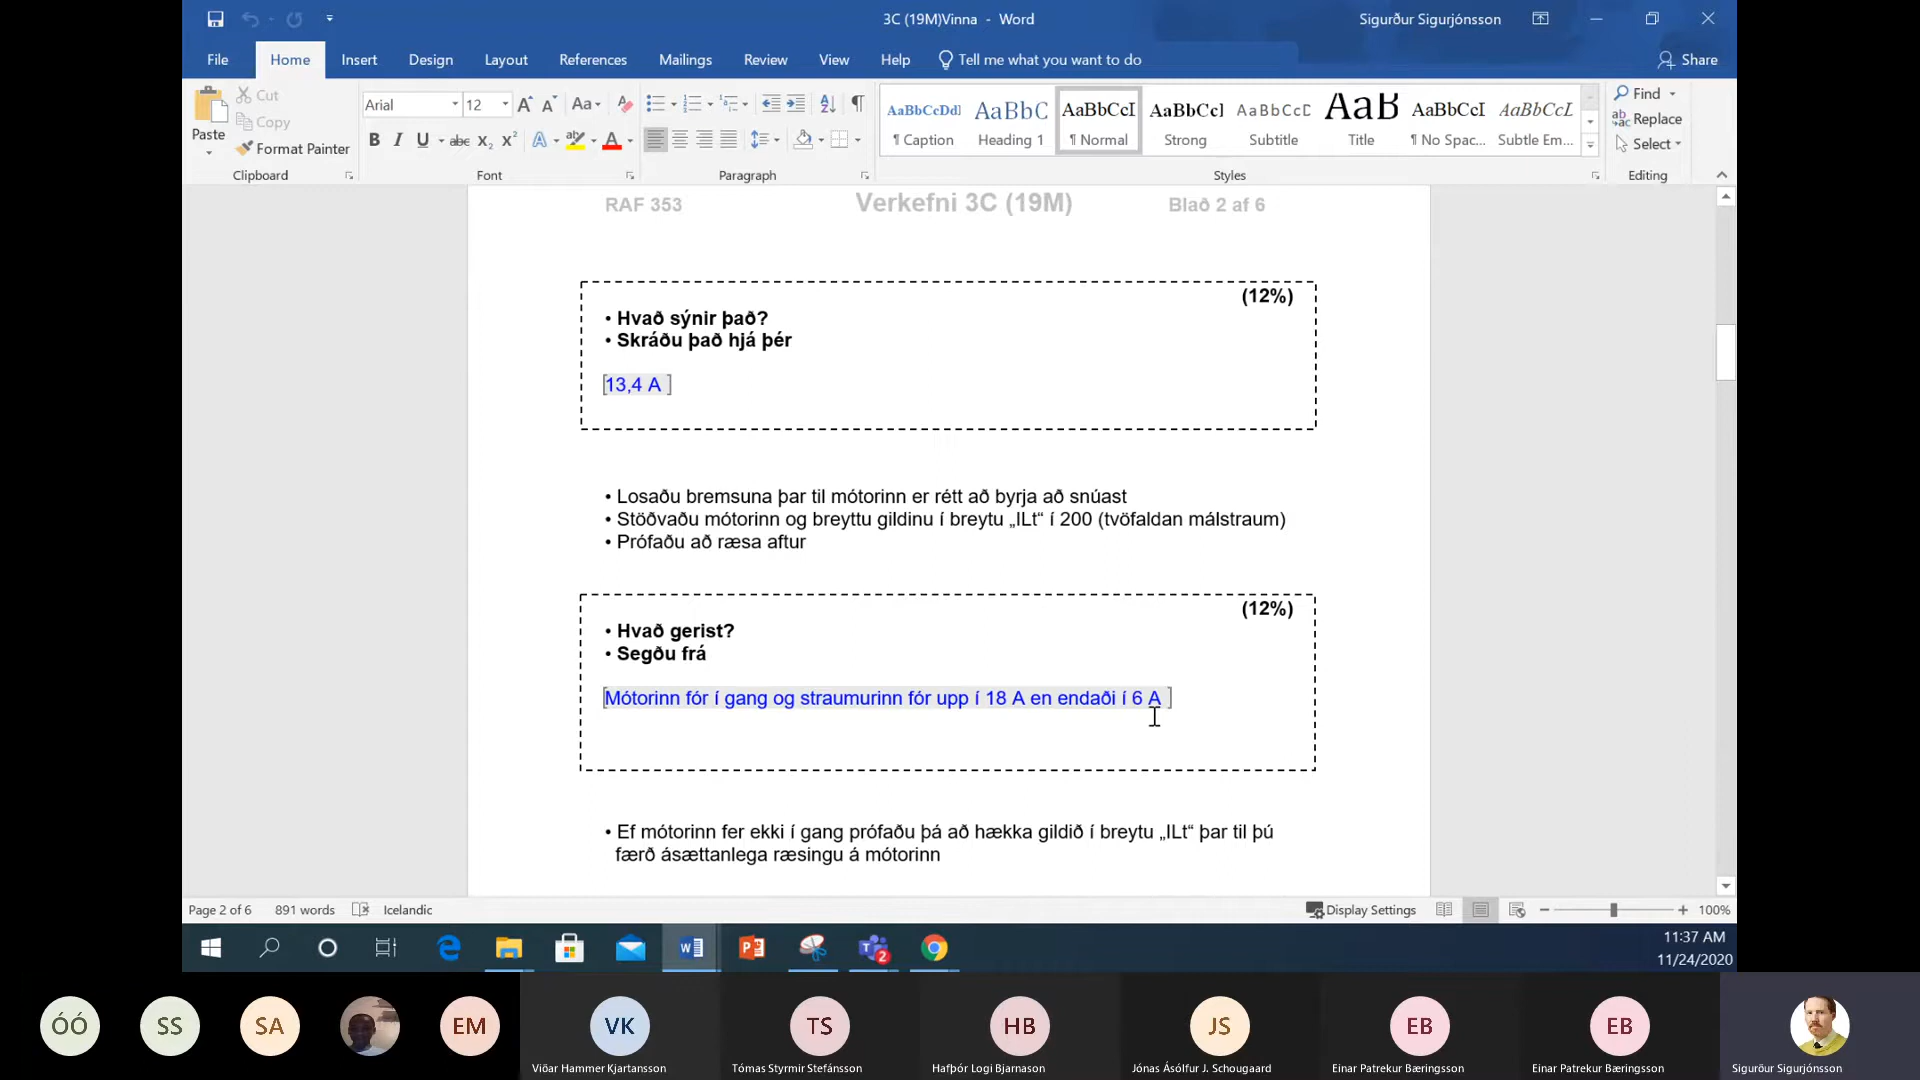 3C (19M)Vinna - Word
Sigurður Sigurjónsson
File Home Insert Design Layout References Mailings Review View Help Tell me what you want to do Share
Paste
Cut
Copy
Format Painter
Clipboard
Arial 12
Font
Paragraph
AaBbCcDdI AaBbC AaBbCcI AaBbCcI AaBbCcD AaB AaBbCcI AaBbCcI
¶ Caption Heading 1 ¶ Normal Strong Subtitle Title ¶ No Spac... Subtle Em...
Styles
Find
Replace
Select
Editing
RAF 353 Verkefni 3C (19M) Blað 2 af 6
(12%)
• Hvað sýnir það?
• Skráðu það hjá þér
13,4 A
• Losaðu bremsuna þar til mótorinn er rétt að byrja að snúast
• Stöðvaðu mótorinn og breyttu gildinu í breytu „ILt“ í 200 (tvöfaldan málstraum)
• Prófaðu að ræsa aftur
(12%)
• Hvað gerist?
• Segðu frá
Mótorinn fór í gang og straumurinn fór upp í 18 A en endaði í 6 A
• Ef mótorinn fer ekki í gang prófaðu þá að hækka gildið í breytu „ILt“ þar til þú
færð ásættanlega ræsingu á mótorinn
Page 2 of 6 891 words Icelandic Display Settings 100%
11:37 AM
11/24/2020
ÓÓ SS SA EM VK TS HB JS EB EB
Viðar Hammer Kjartansson Tómas Styrmir Stefánsson Hafþór Logi Bjarnason Jónas Ásólfur J. Schougaard Einar Patrekur Bæringsson Einar Patrekur Bæringsson Sigurður Sigurjónsson